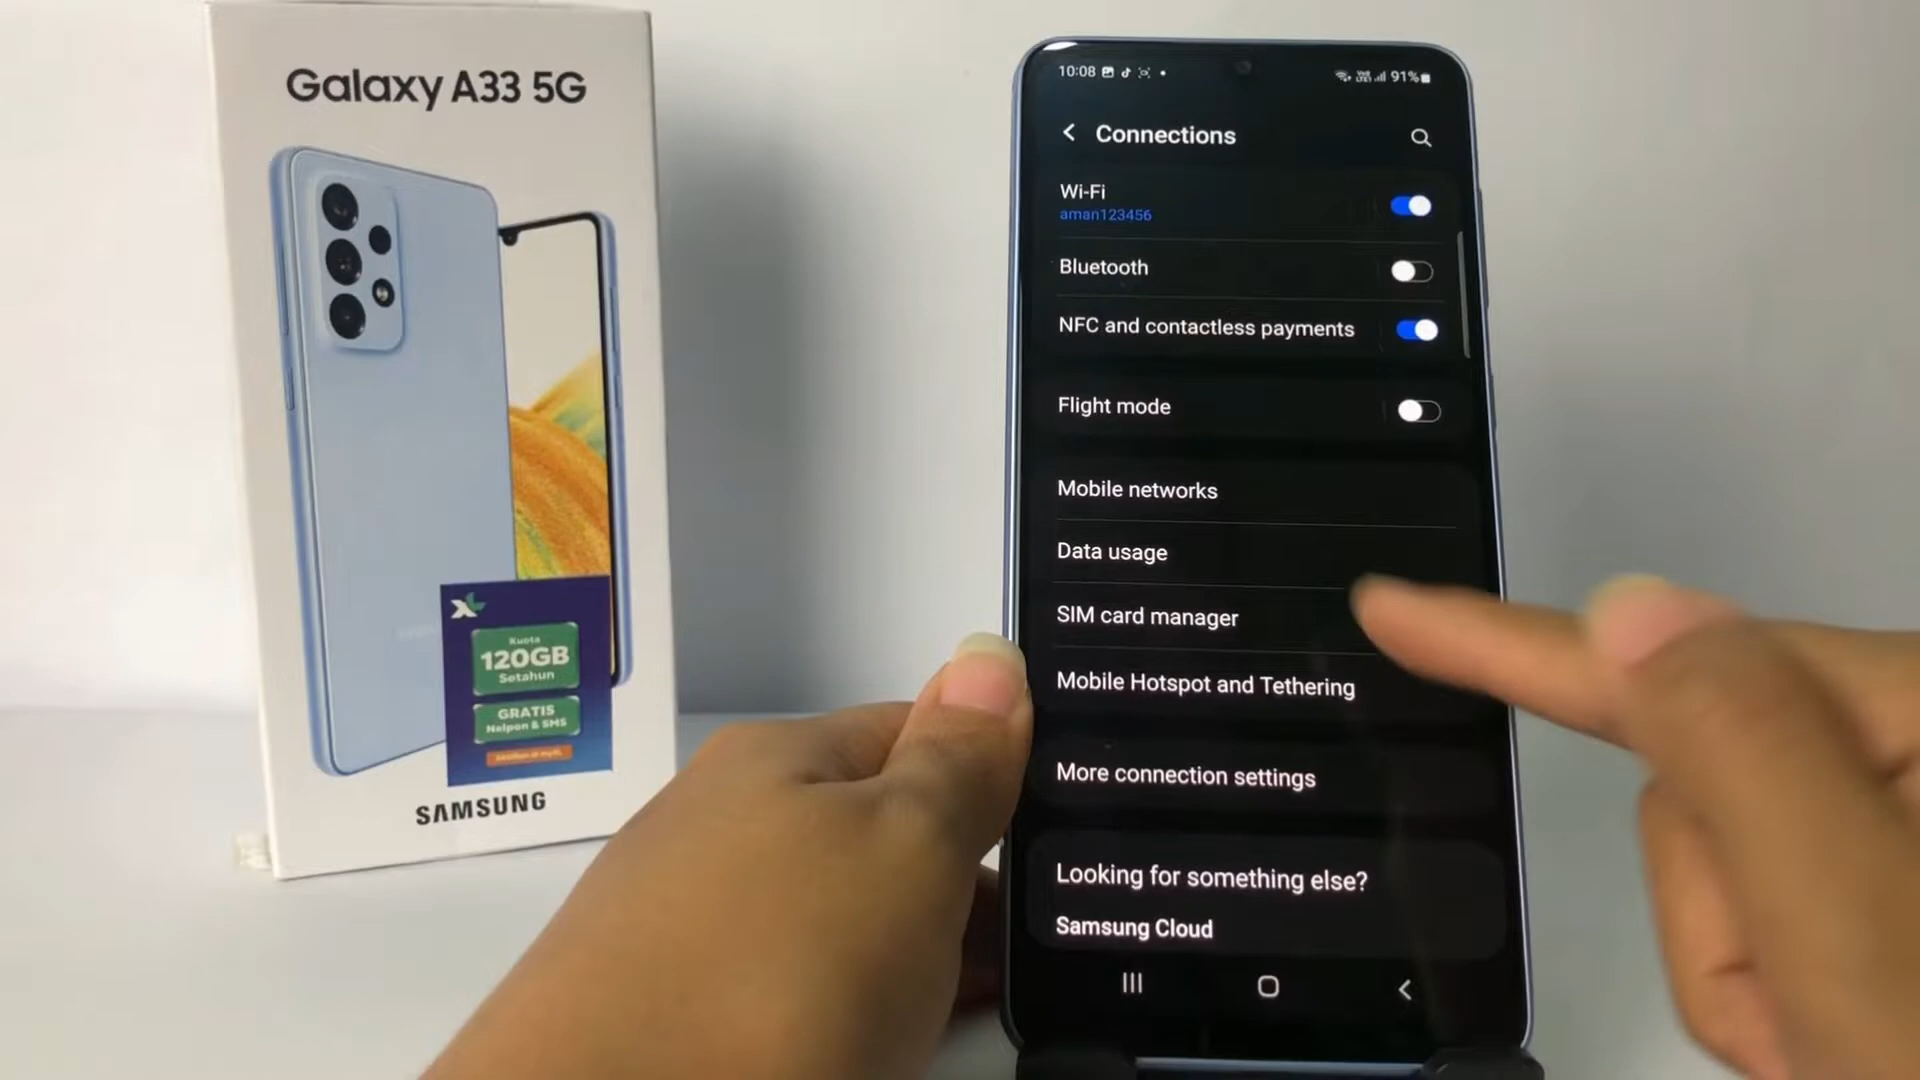 Galaxy A33 5G
XL
Kuota
120GB
Setahun
GRATIS
Nelpon & SMS
SAMSUNG
10:08
91%
Connections
Wi-Fi
aman123456
Bluetooth
NFC and contactless payments
Flight mode
Mobile networks
Data usage
SIM card manager
Mobile Hotspot and Tethering
More connection settings
Looking for something else?
Samsung Cloud